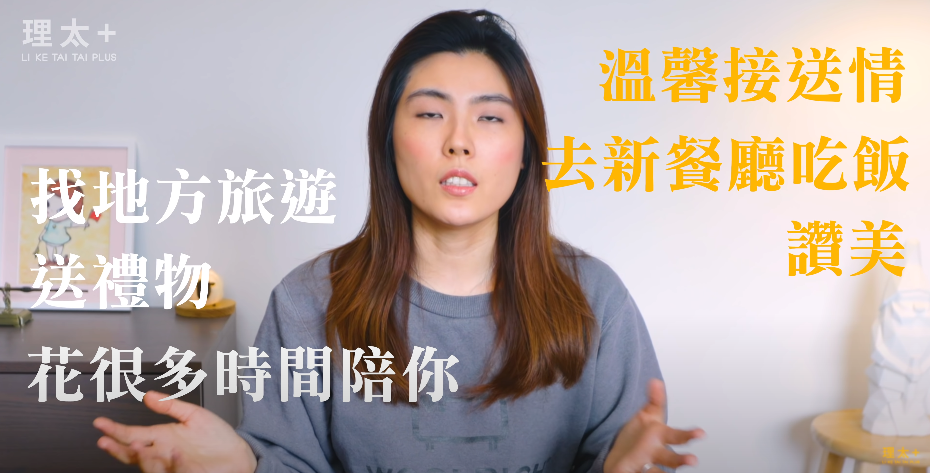 理太+
LI KE TAI TAI PLUS
溫馨接送情
去新餐廳吃飯
讚美
找地方旅遊
送禮物
花很多時間陪你
理太+